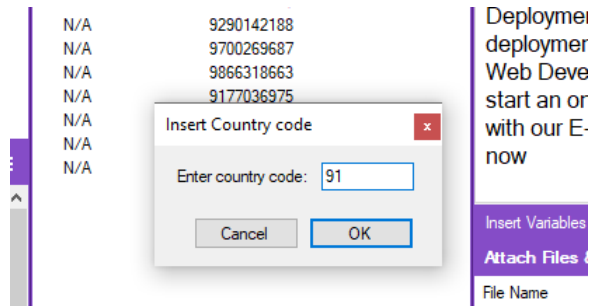 N/A 9290142188
N/A 9700269687
N/A 9866318663
N/A 9177036975
N/A
N/A
N/A
Insert Country code
x
Enter country code: 91
Cancel OK
Deploymer
deploymer
Web Deve
start an or
with our E-
now
Insert Variables
Attach Files &
File Name